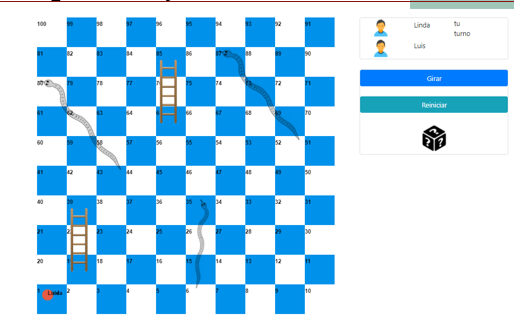 100 99 98 97 96 95 94 93 92 91
81 82 83 84 85 86 87 88 89 90
80 79 78 77 76 75 74 73 72 71
61 62 63 64 65 66 67 68 69 70
60 59 58 57 56 55 54 53 52 51
41 42 43 44 45 46 47 48 49 50
40 39 38 37 36 35 34 33 32 31
21 23 24 25 26 27 28 29 30
20 18 17 16 15 14 13 12 11
1 Linda 2 3 4 5 6 7 8 9 10
Linda tu
turno
Luis
Girar
Reiniciar
? ? ?